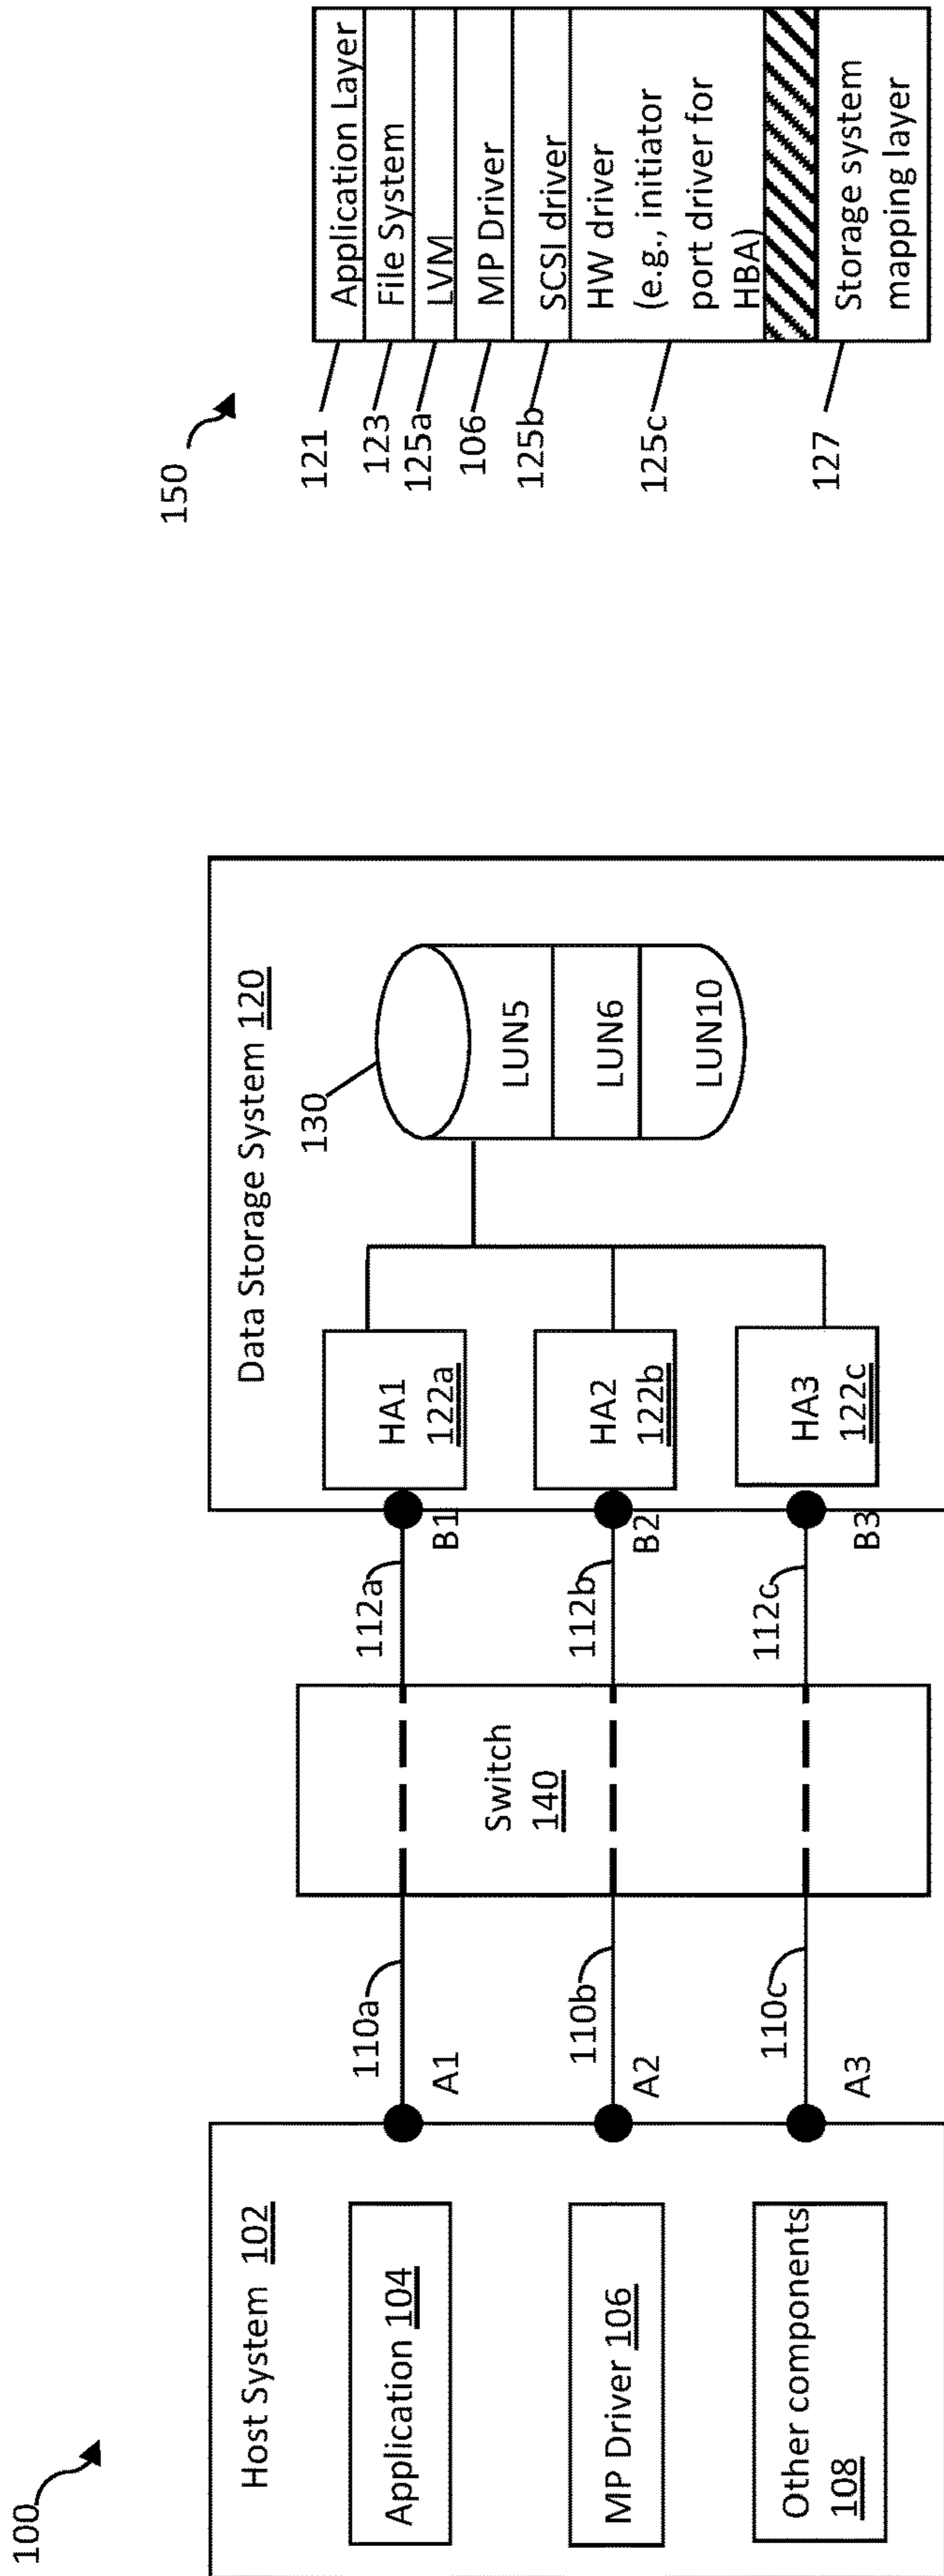 100
Host System 102
Application 104
MP Driver 106
Other components
108
A1
A2
A3
110a
110b
110c
Switch
140
112a
112b
112c
B1
B2
B3
Data Storage System 120
HA1
122a
HA2
122b
HA3
122c
130
LUN5
LUN6
LUN10
150
121
123
125a
106
125b
125c
127
Application Layer
File System
LVM
MP Driver
SCSI driver
HW driver
(e.g., initiator
port driver for
HBA)
Storage system
mapping layer